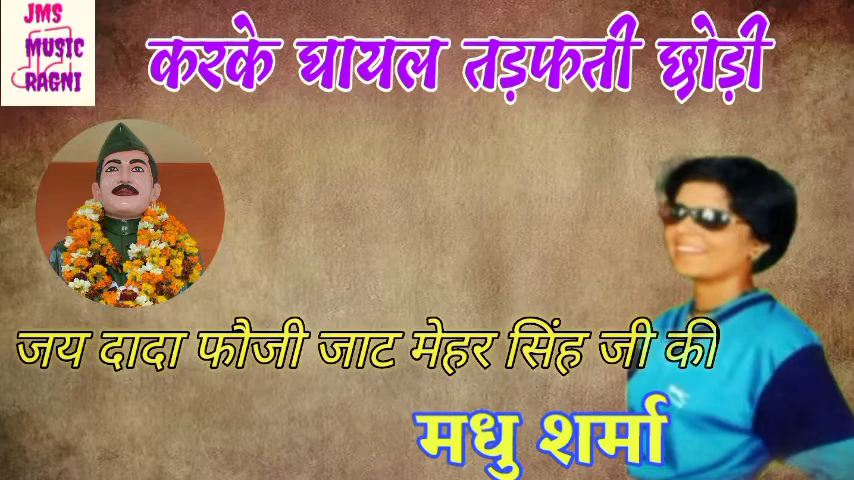 JMS
MUSIC
RAGNI
करके घायल तड़फती छोड़ी
जय दादा फौजी जाट मेहर सिंह जी की
मधु शर्मा